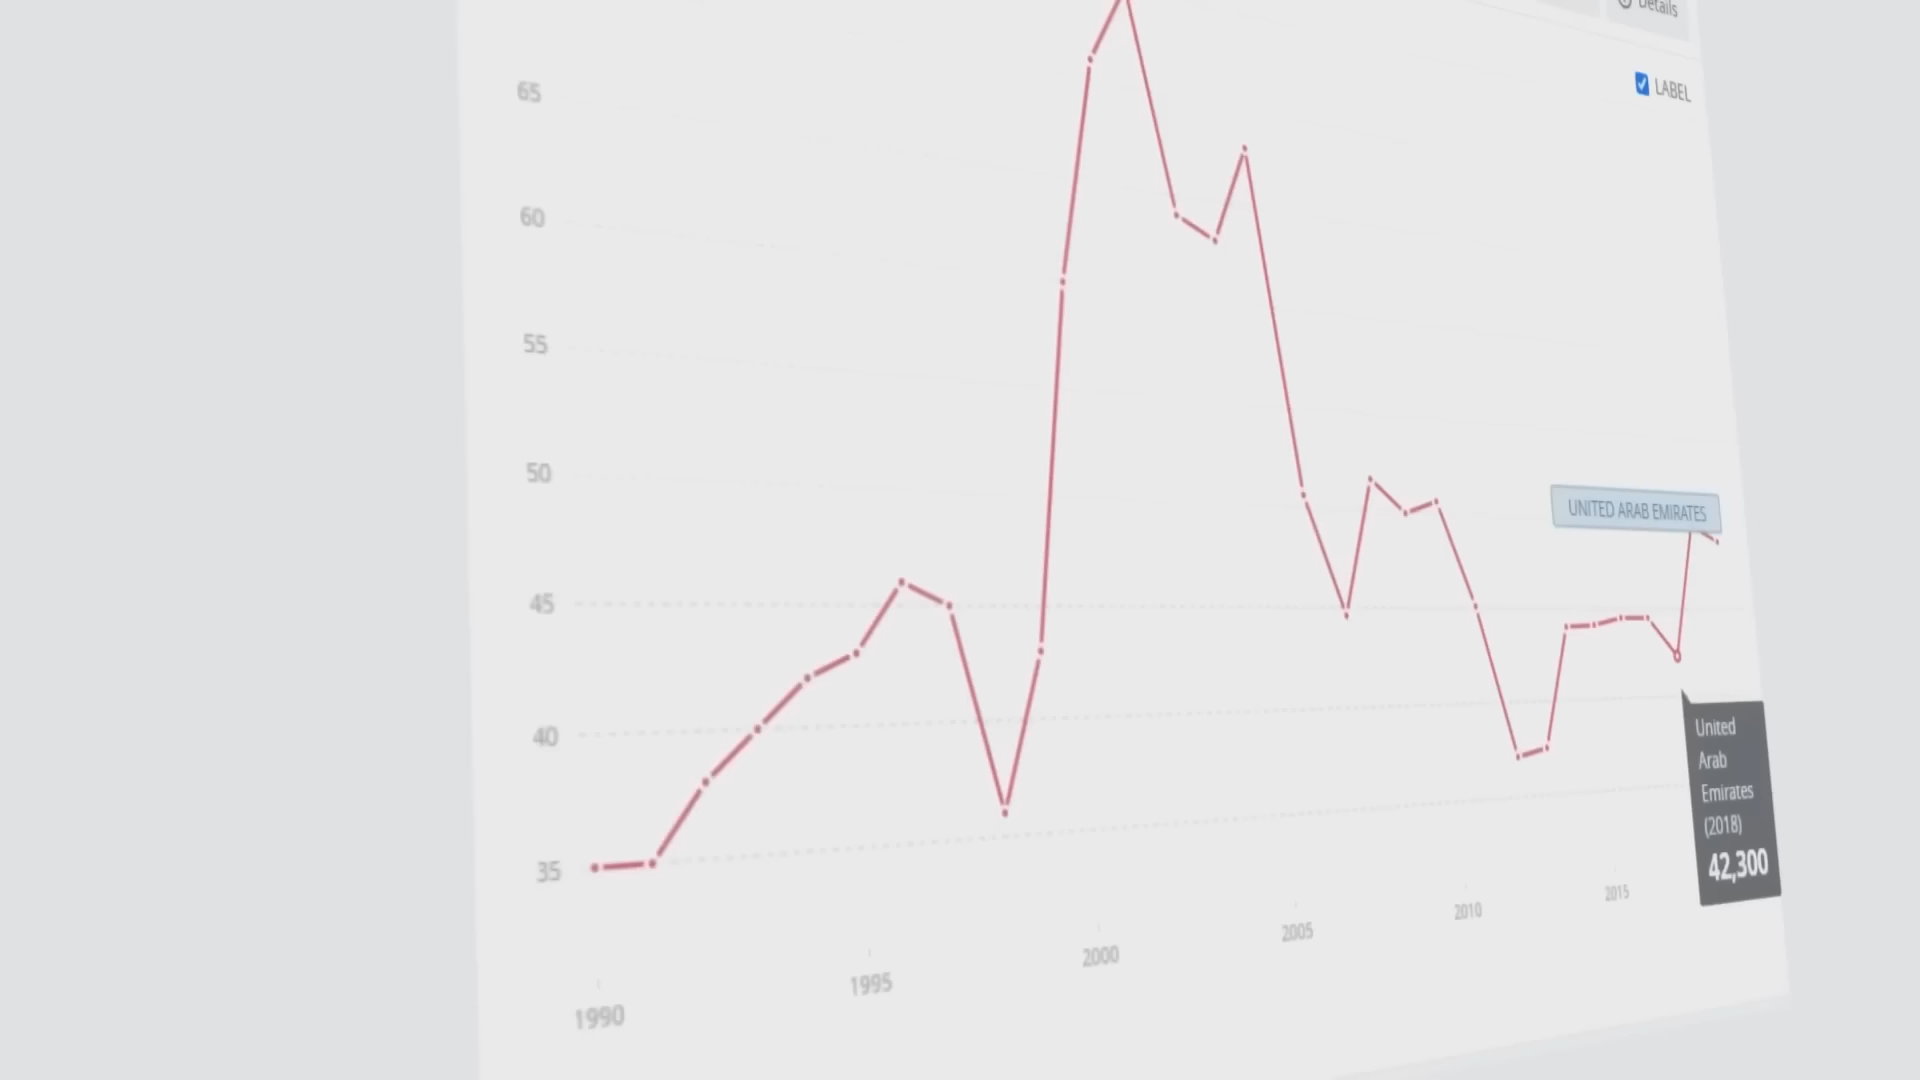 Details
LABEL
65
60
55
50
45
40
35
UNITED ARAB EMIRATES
United
Arab
Emirates
(2018)
42,300
1990
1995
2000
2005
2010
2015